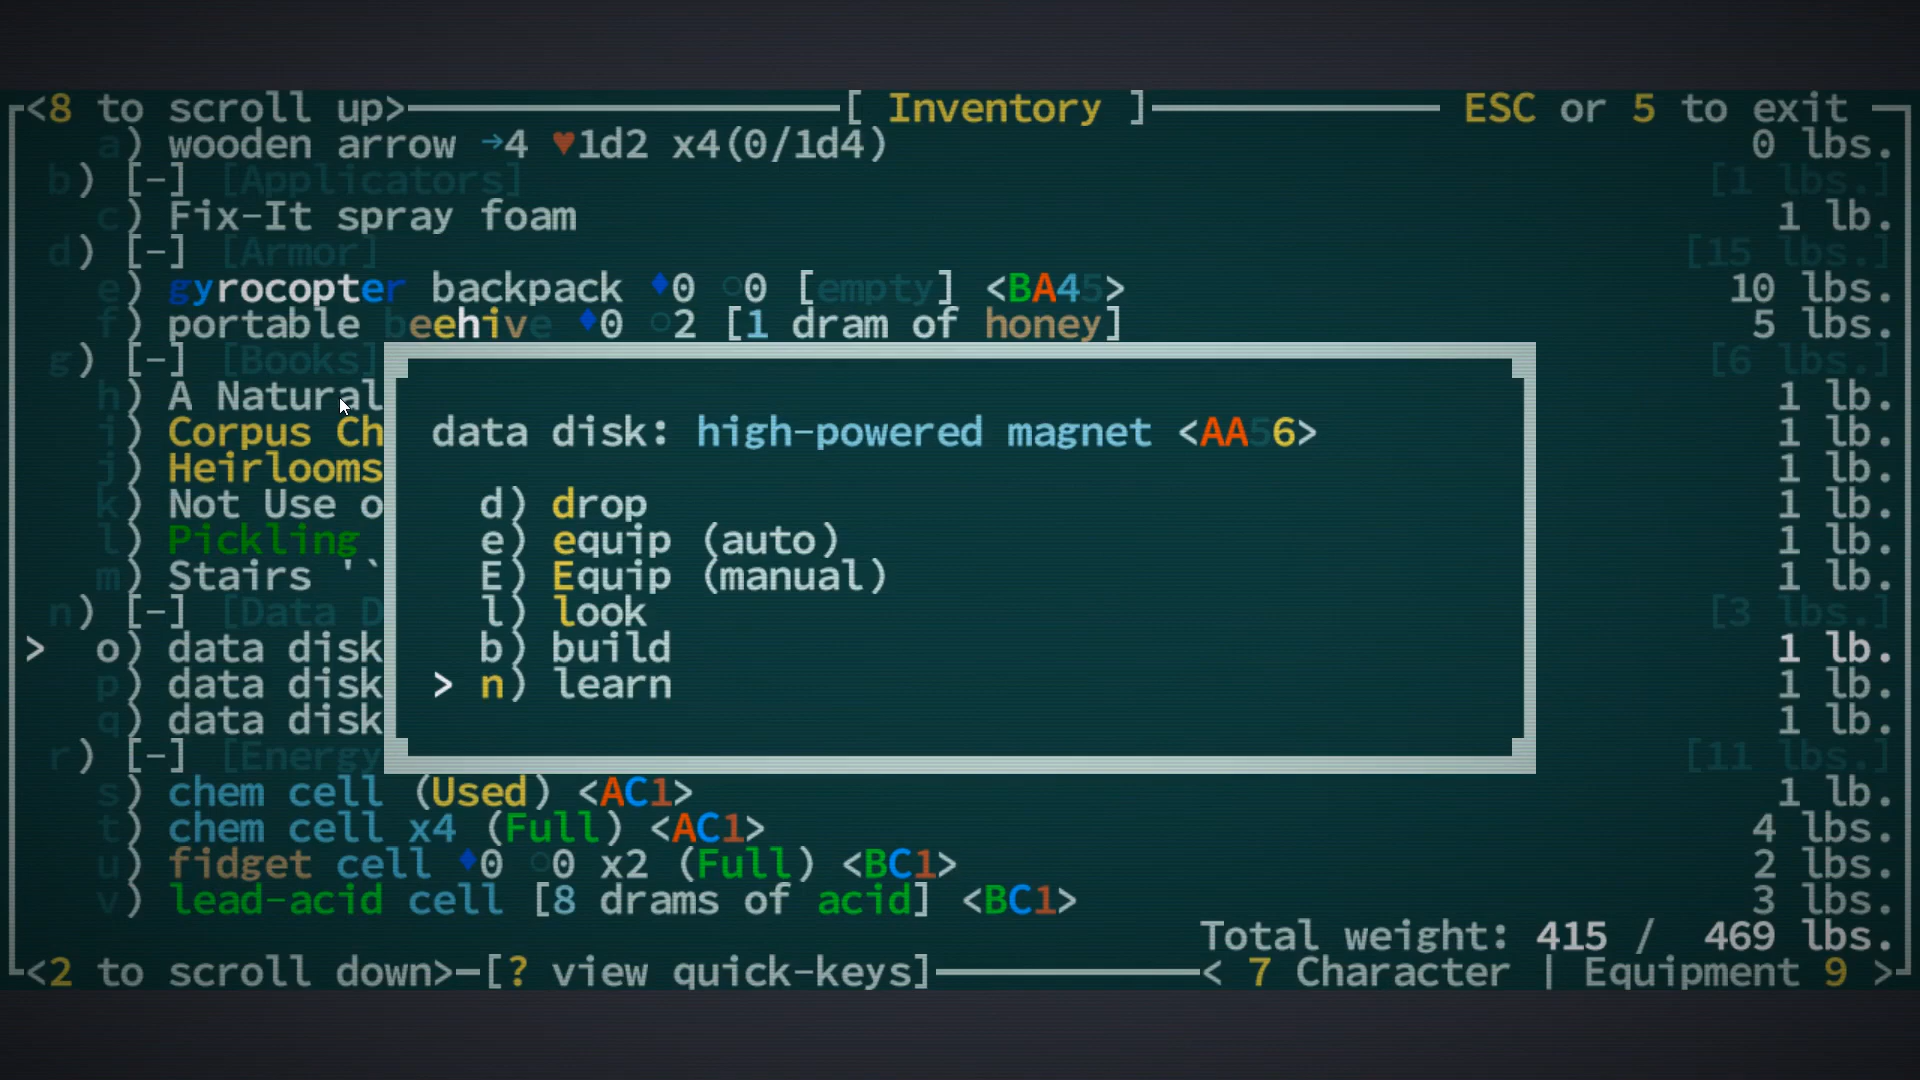 <8 to scroll up> [ Inventory ] ESC or 5 to exit
a) wooden arrow →4 ♥1d2 x4(0/1d4) 0 lbs.
b) [-] [Applicators] [1 lbs.]
c) Fix-It spray foam 1 lb.
d) [-] [Armor] [15 lbs.]
e) gyrocopter backpack ♦0 ○0 [empty] <BA45> 10 lbs.
f) portable beehive ♦0 ○2 [1 dram of honey] 5 lbs.
g) [-] [Books] [6 lbs.]
h) A Natural 1 lb.
i) Corpus Ch 1 lb.
j) Heirlooms 1 lb.
k) Not Use o 1 lb.
l) Pickling 1 lb.
m) Stairs '`` 1 lb.
n) [-] [Data D [3 lbs.]
> o) data disk 1 lb.
p) data disk 1 lb.
q) data disk 1 lb.
r) [-] [Energy [11 lbs.]
s) chem cell (Used) <AC1> 1 lb.
t) chem cell x4 (Full) <AC1> 4 lbs.
u) fidget cell ♦0 ○0 x2 (Full) <BC1> 2 lbs.
v) lead-acid cell [8 drams of acid] <BC1> 3 lbs.
Total weight: 415 / 469 lbs.
<2 to scroll down> [? view quick-keys] < 7 Character | Equipment 9 >
data disk: high-powered magnet <AA56>
d) drop
e) equip (auto)
E) Equip (manual)
l) look
b) build
> n) learn